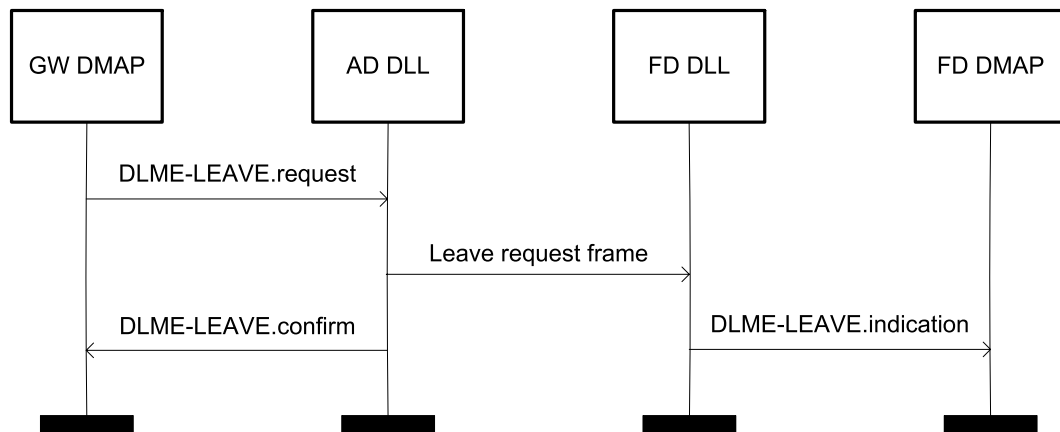 GW DMAP
AD DLL
FD DLL
FD DMAP
DLME-LEAVE.request
Leave request frame
DLME-LEAVE.confirm
DLME-LEAVE.indication